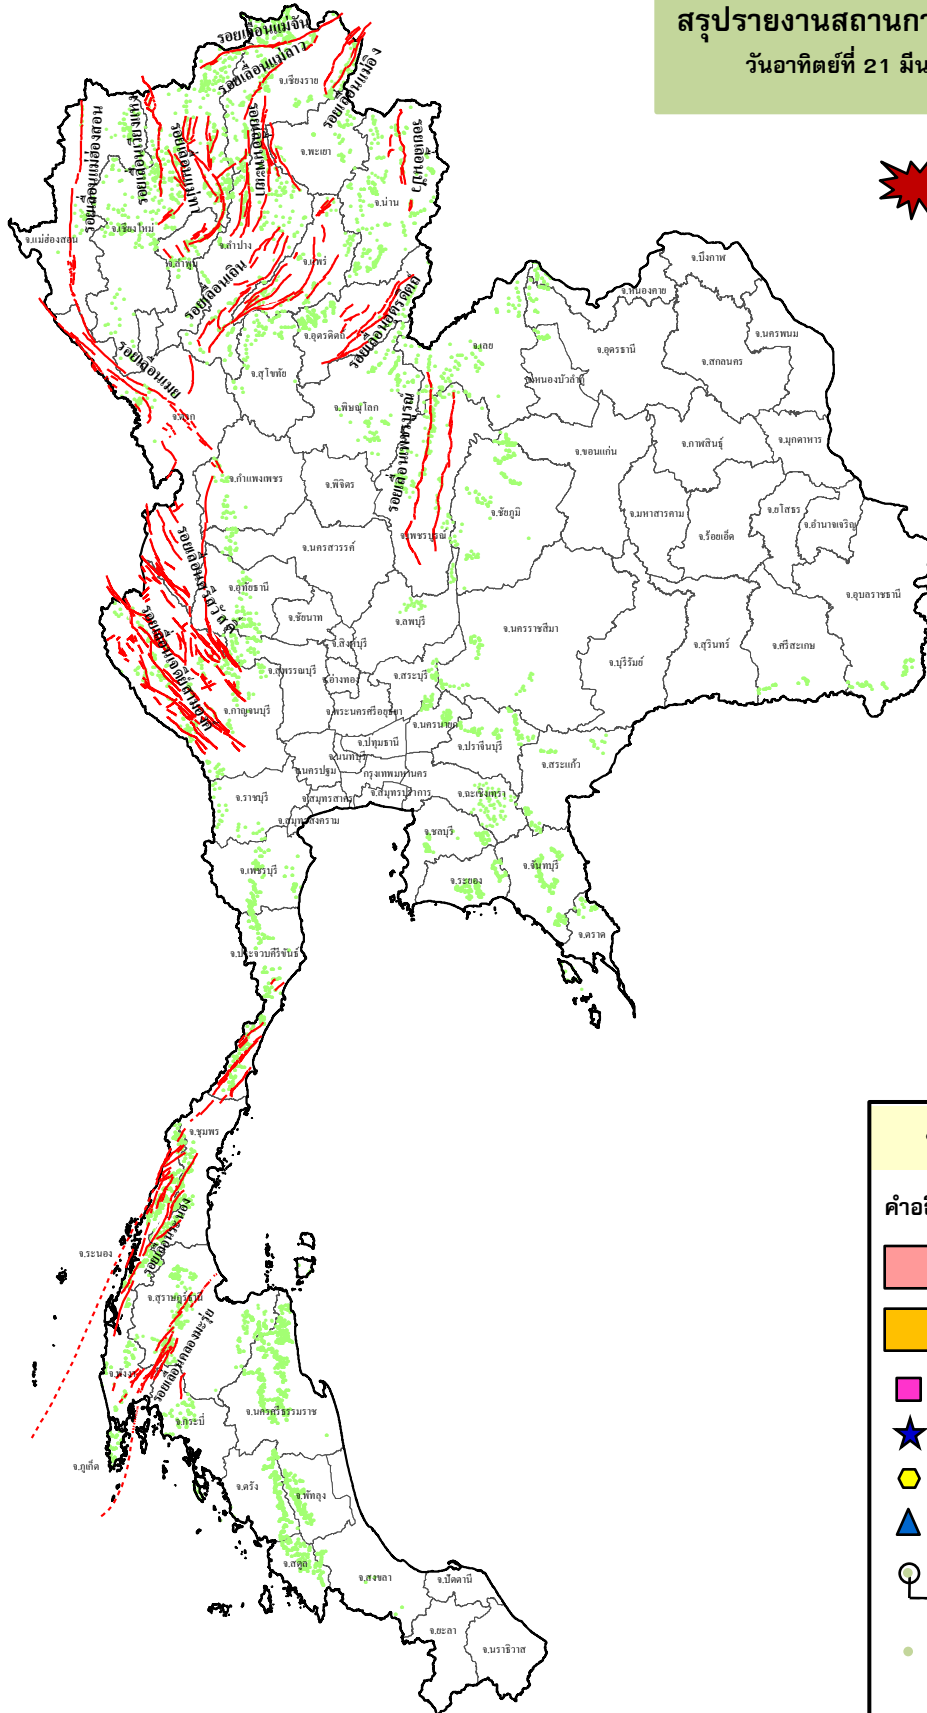 สรุปรายงานสถานกา
วันอาทิตย์ที่ 21 มีน
รอยเลื่อนแม่จัน
รอยเลื่อนแม่ลาว
จ.เชียงราย
รอยเลื่อนแม่อิง
รอยเลื่อนแม่ฮ่องสอน
รอยเลื่อนแม่ทา
รอยเลื่อนพะเยา
จ.พะเยา
รอยเลื่อนปัว
จ.น่าน
จ.แม่ฮ่องสอน
จ.เชียงใหม่
จ.ลำปาง
จ.ลำพูน
จ.แพร่
รอยเลื่อนเถิน
จ.บึงกาฬ
จ.หนองคาย
จ.นครพนม
จ.อุตรดิตถ์
รอยเลื่อนอุตรดิตถ์
จ.เลย
จ.อุดรธานี
จ.สกลนคร
รอยเลื่อนเมย
จ.สุโขทัย
จ.หนองบัวลำภู
จ.ตาก
จ.พิษณุโลก
รอยเลื่อนเพชรบูรณ์
จ.ขอนแก่น
จ.กาฬสินธุ์
จ.มุกดาหาร
จ.กำแพงเพชร
จ.พิจิตร
จ.ชัยภูมิ
จ.มหาสารคาม
จ.ยโสธร
จ.อำนาจเจริญ
จ.ร้อยเอ็ด
จ.เพชรบูรณ์
จ.นครสวรรค์
รอยเลื่อนศรีสวัสดิ์
จ.อุทัยธานี
จ.อุบลราชธานี
จ.ชัยนาท
จ.ลพบุรี
จ.นครราชสีมา
รอยเลื่อนเจดีย์สามองค์
จ.สิงห์บุรี
จ.สุรินทร์
จ.ศรีสะเกษ
จ.บุรีรัมย์
จ.สุพรรณบุรี
จ.อ่างทอง
จ.สระบุรี
จ.กาญจนบุรี
จ.พระนครศรีอยุธยา
จ.นครนายก
จ.ปทุมธานี
จ.ปราจีนบุรี
จ.นนทบุรี
จ.สระแก้ว
จ.นครปฐม
กรุงเทพมหานคร
จ.ราชบุรี
จ.สมุทรสาคร
จ.สมุทรปราการ
จ.ฉะเชิงเทรา
จ.สมุทรสงคราม
จ.ชลบุรี
จ.เพชรบุรี
จ.ระยอง
จ.จันทบุรี
จ.ตราด
จ.ประจวบคีรีขันธ์
จ.ชุมพร
รอยเลื่อนระนอง
จ.ระนอง
จ.สุราษฎร์ธานี
รอยเลื่อนคลองมะรุ่ย
จ.พังงา
จ.กระบี่
จ.นครศรีธรรมราช
จ.ภูเก็ต
จ.ตรัง
จ.พัทลุง
จ.สตูล
จ.สงขลา
จ.ปัตตานี
จ.ยะลา
จ.นราธิวาส